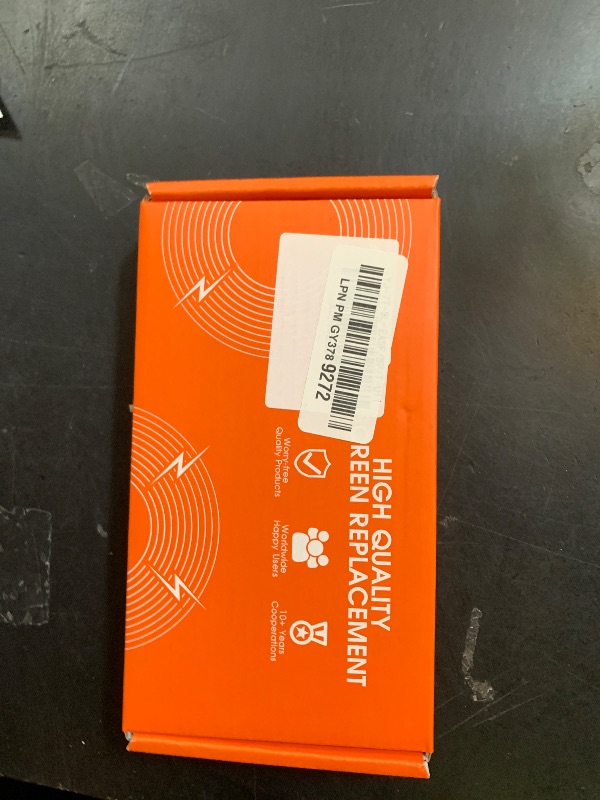 LPN PM GY378 9272
HIGH QUALITY
REEN REPLACEMENT
Worry-free
Quality Products
Worldwide
Happy Users
10+ Years
Cooperations